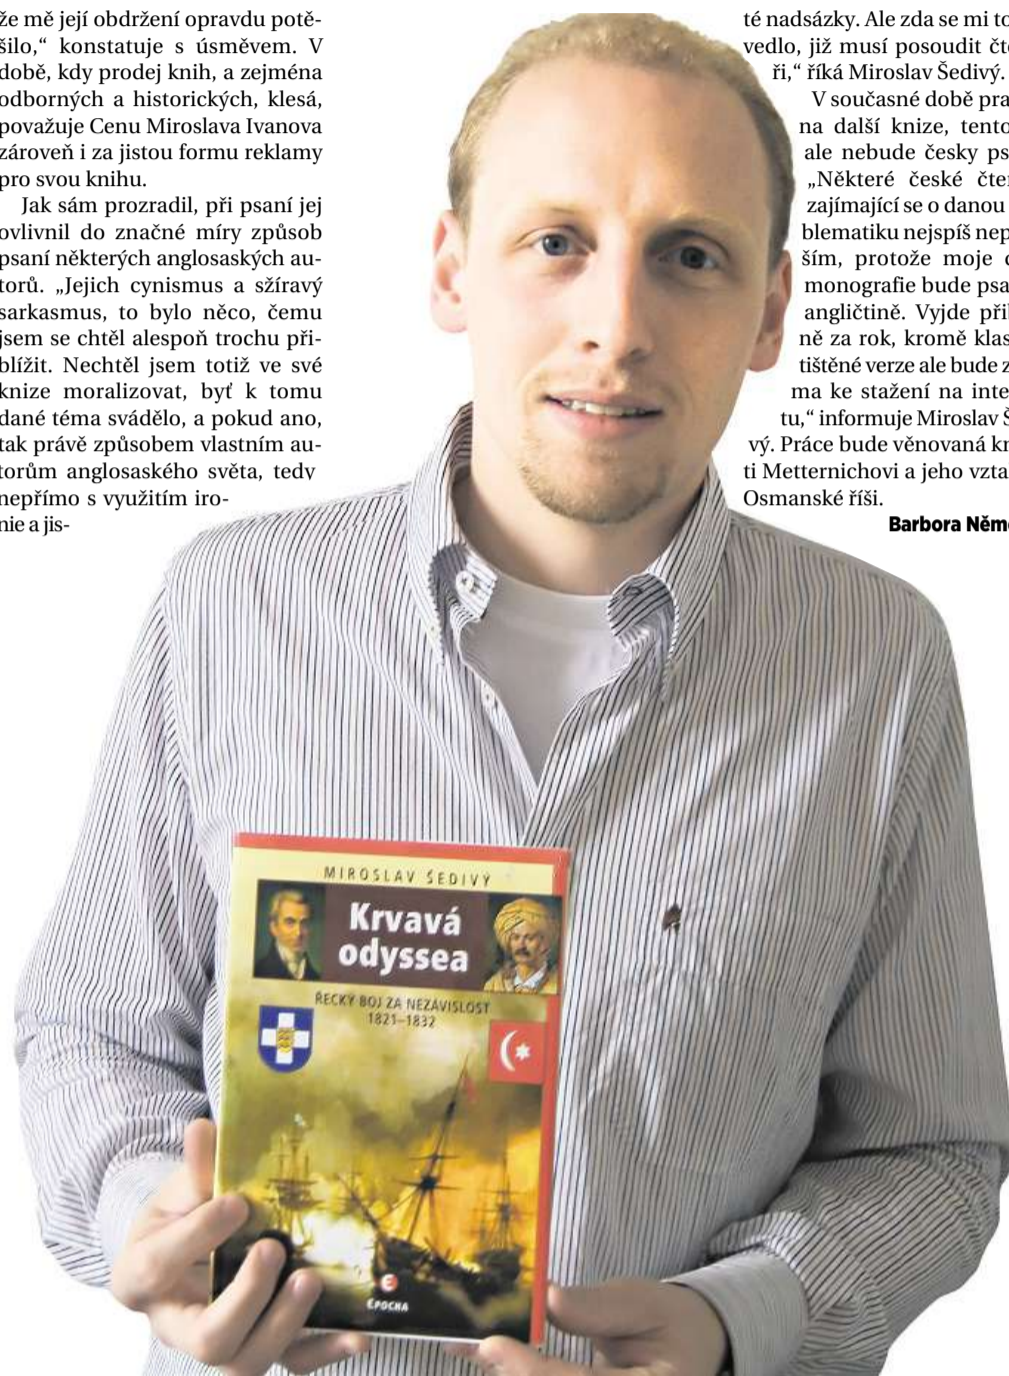 že mě její obdržení opravdu potě-
šilo,“ konstatuje s úsměvem. V
době, kdy prodej knih, a zejména
odborných a historických, klesá,
považuje Cenu Miroslava Ivanova
zároveň i za jistou formu reklamy
pro svou knihu.
Jak sám prozradil, při psaní jej
ovlivnil do značné míry způsob
psaní některých anglosaských au-
torů. „Jejich cynismus a sžíravý
sarkasmus, to bylo něco, čemu
jsem se chtěl alespoň trochu při-
blížit. Nechtěl jsem totiž ve své
knize moralizovat, byť k tomu
dané téma svádělo, a pokud ano,
tak právě způsobem vlastním au-
torům anglosaského světa, tedy
nepřímo s využitím iro-
nie a jis-
té nadsázky. Ale zda se mi to
vedlo, již musí posoudit čt
ři,“ říká Miroslav Šedivý.
V současné době pra
na další knize, tento
ale nebude česky ps
„Některé české čte
zajímající se o danou
blematiku nejspíš nep
ším, protože moje
monografie bude psa
angličtině. Vyjde při
ně za rok, kromě klas
tištěné verze ale bude z
ma ke stažení na inte
tu,“ informuje Miroslav Š
vý. Práce bude věnovaná kn
ti Metternichovi a jeho vzta
Osmanské říši.
Barbora Něm
MIROSLAV ŠEDIVÝ
Krvavá
odyssea
ŘECKÝ BOJ ZA NEZÁVISLOST
1821–1832
EPOCHA